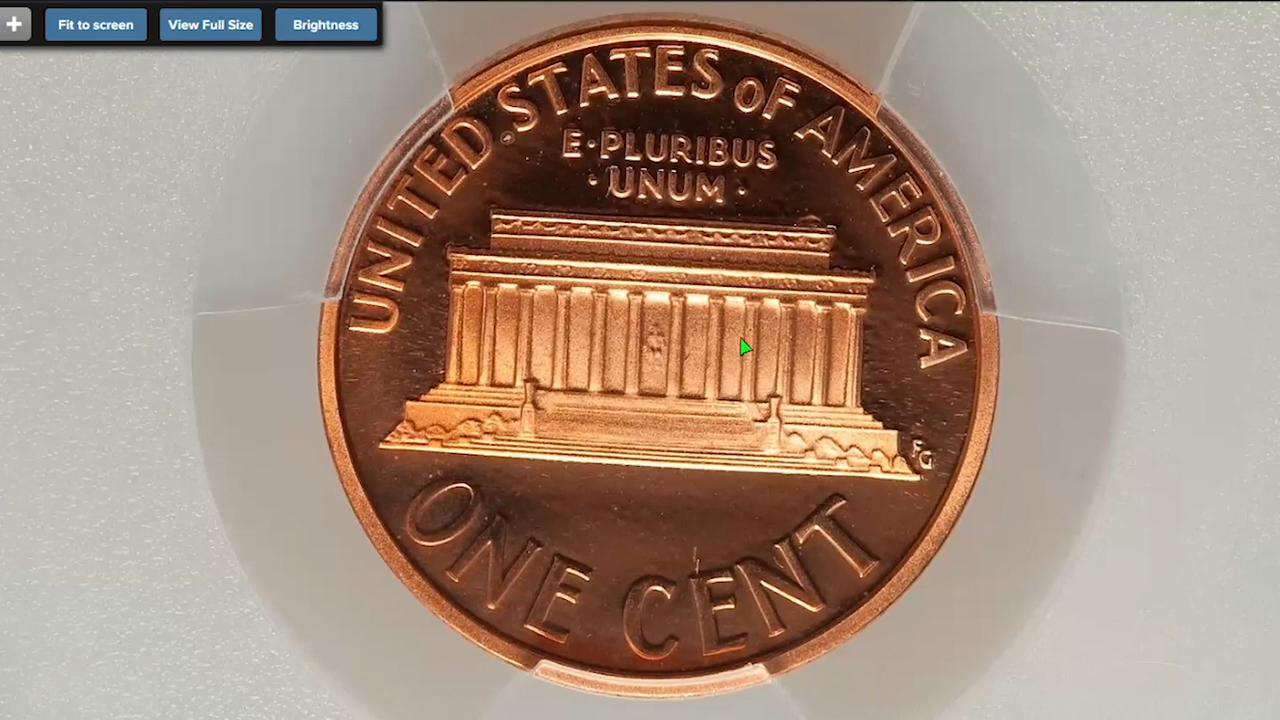 Fit to screen
View Full Size
Brightness
UNITED STATES OF AMERICA
E·PLURIBUS
·UNUM·
FG
ONE CENT